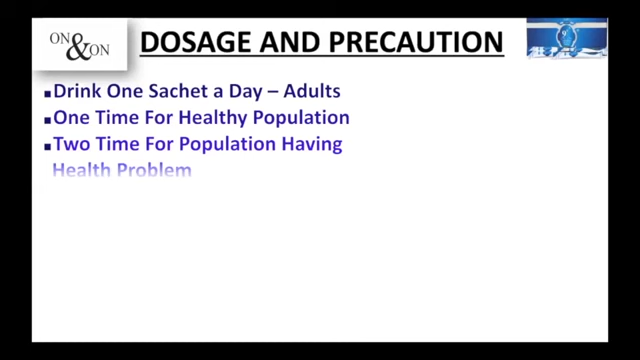 ON
&
ON
DOSAGE AND PRECAUTION
▪Drink One Sachet a Day – Adults
▪One Time For Healthy Population
▪Two Time For Population Having
Health Problem